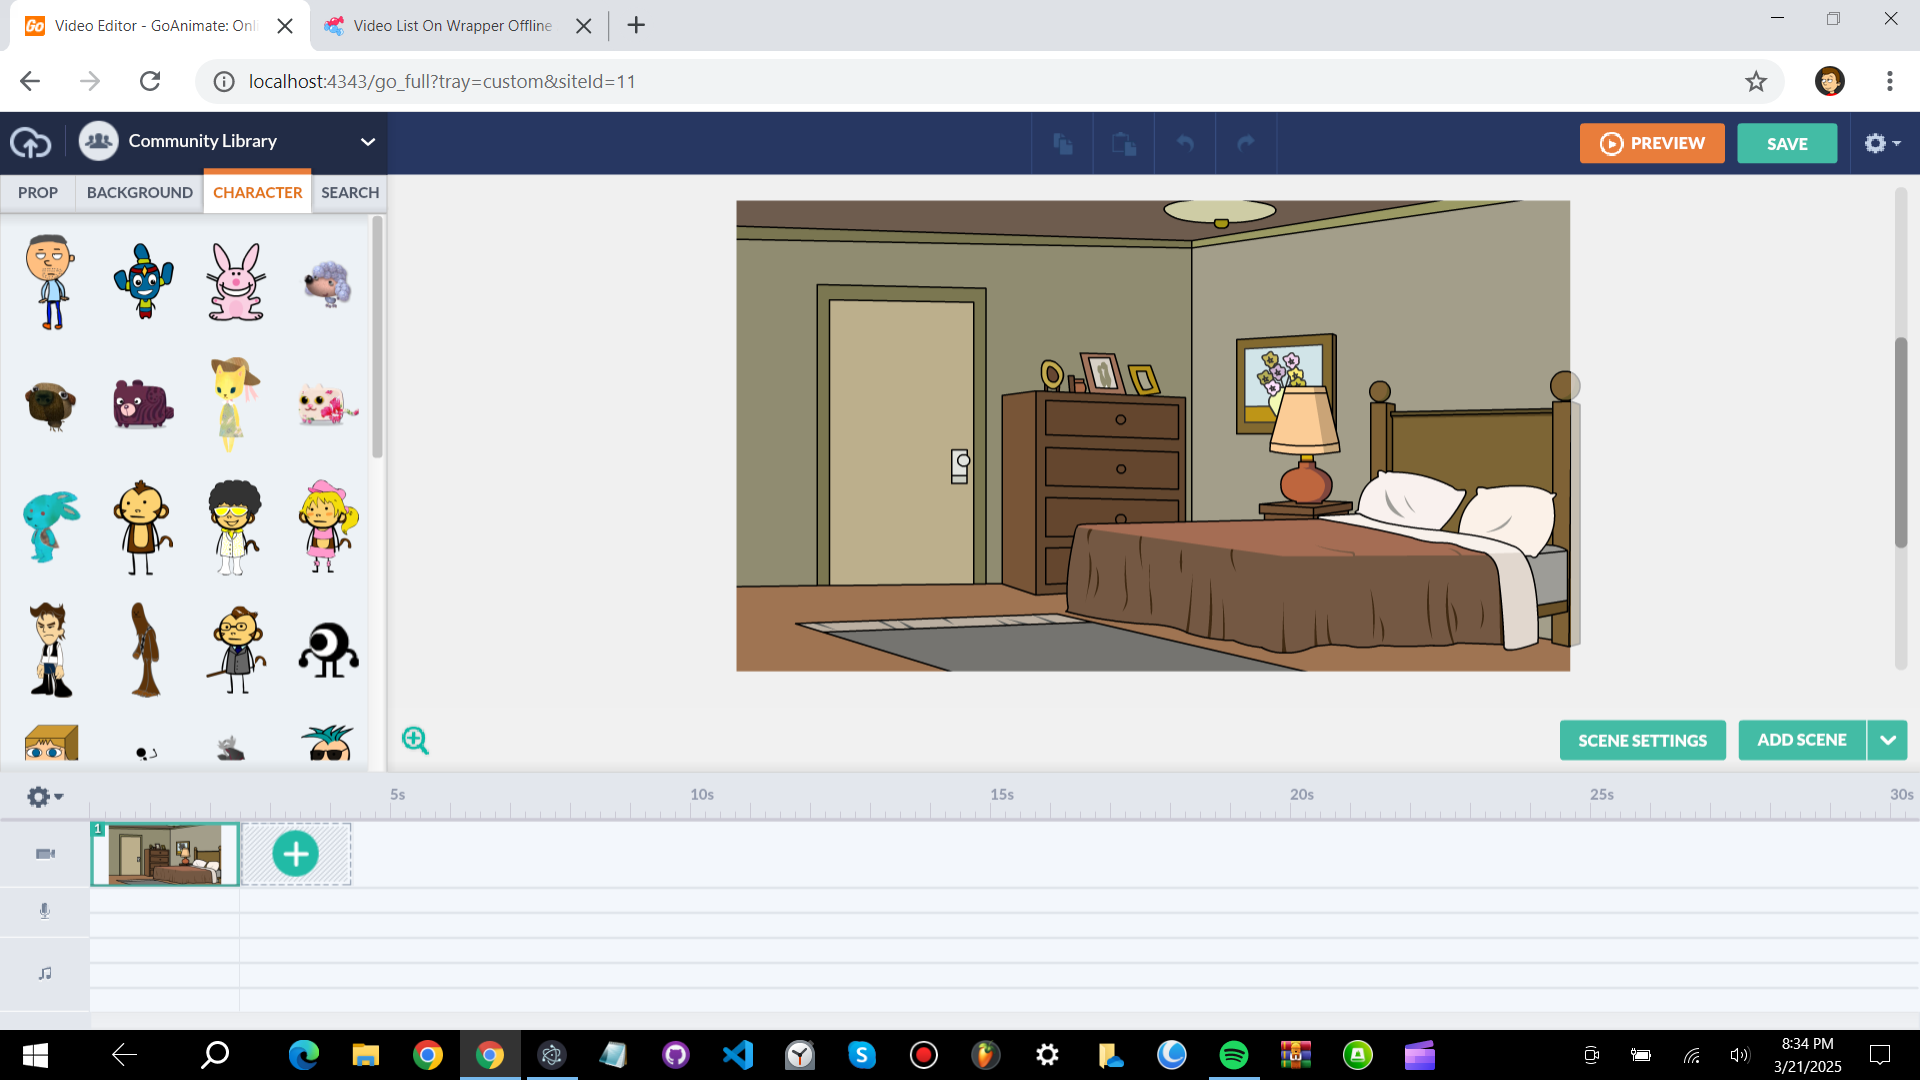 Go Video Editor - GoAnimate: Onl
Video List On Wrapper Offline
localhost:4343/go_full?tray=custom&siteId=11
Community Library
PREVIEW
SAVE
PROP
BACKGROUND
CHARACTER
SEARCH
SCENE SETTINGS
ADD SCENE
5s
10s
15s
20s
25s
30s
1
8:34 PM
3/21/2025